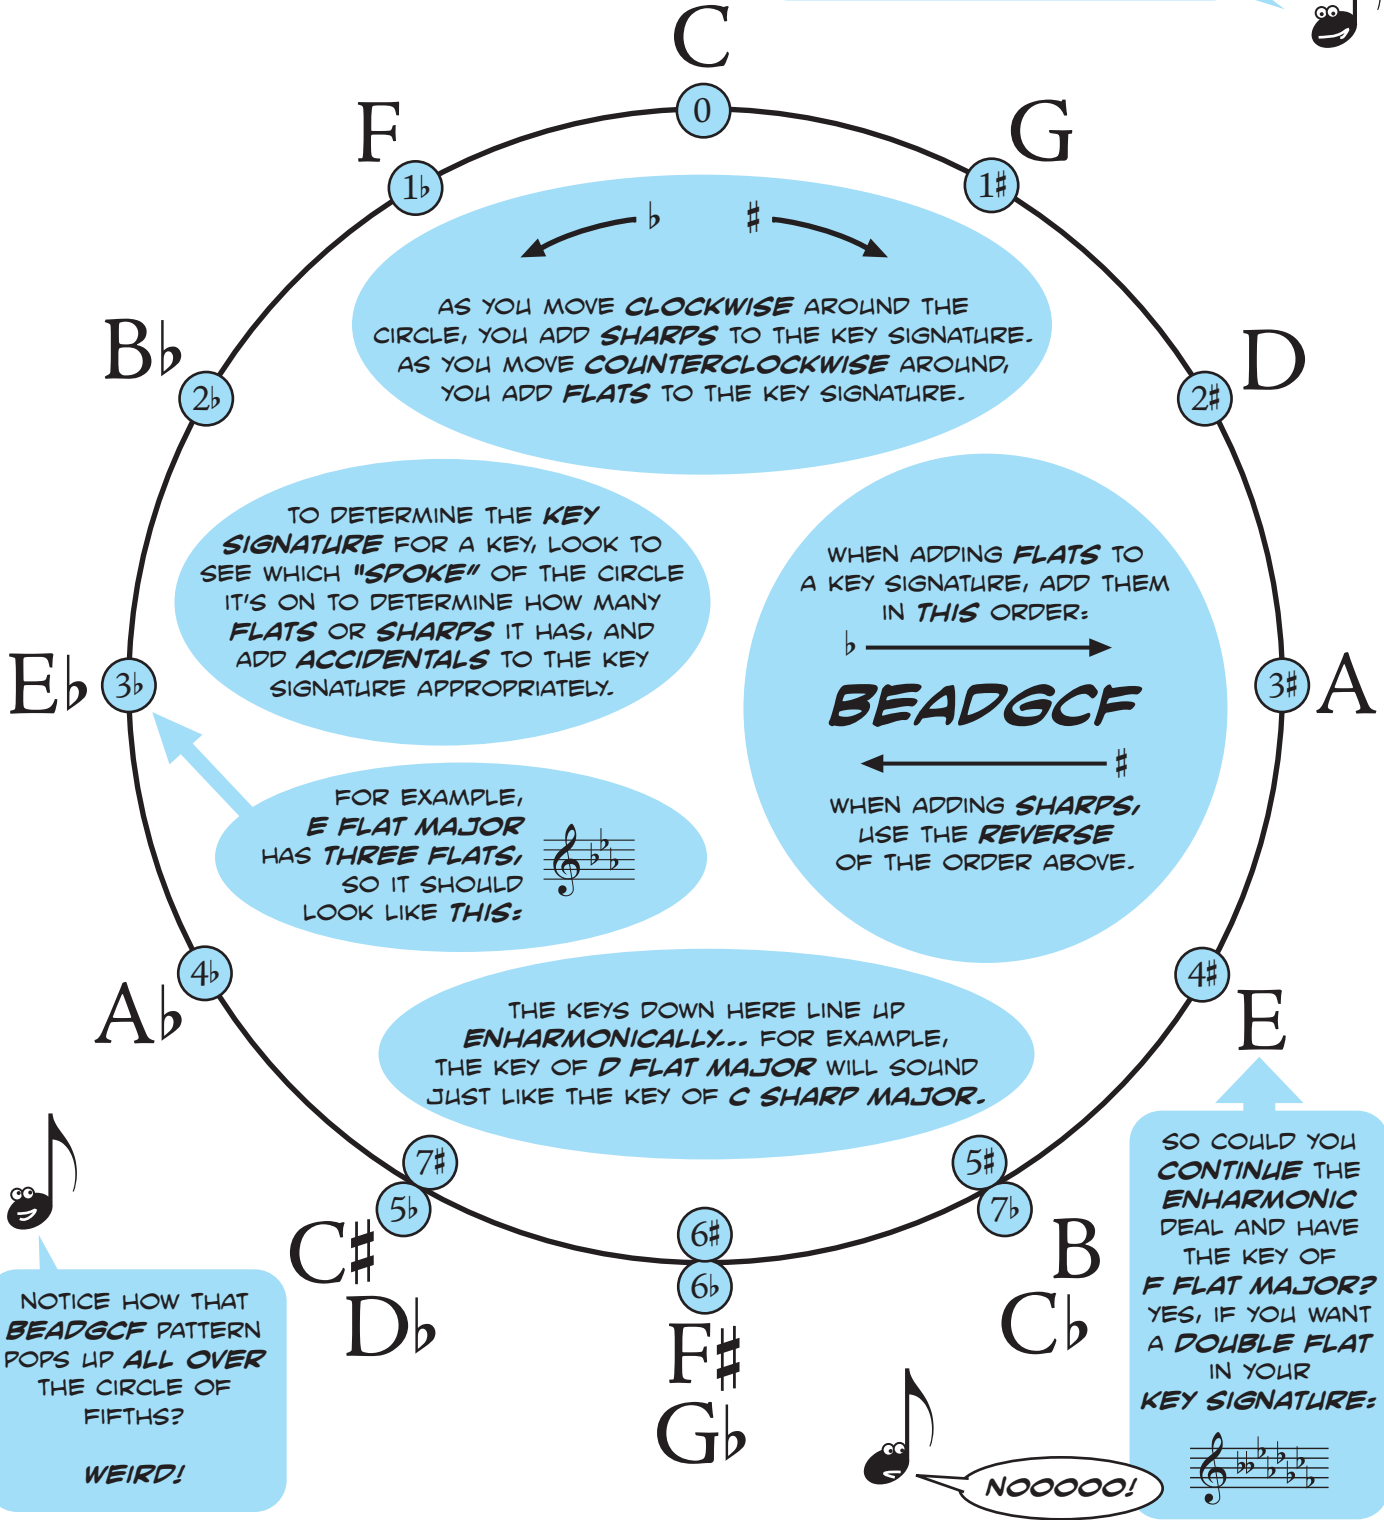 C
0
F
1♭
G
1♯
♭ ♯
AS YOU MOVE CLOCKWISE AROUND THE
CIRCLE, YOU ADD SHARPS TO THE KEY SIGNATURE.
AS YOU MOVE COUNTERCLOCKWISE AROUND,
YOU ADD FLATS TO THE KEY SIGNATURE.
B♭
2♭
D
2♯
TO DETERMINE THE KEY
SIGNATURE FOR A KEY, LOOK TO
SEE WHICH "SPOKE" OF THE CIRCLE
IT'S ON TO DETERMINE HOW MANY
FLATS OR SHARPS IT HAS, AND
ADD ACCIDENTALS TO THE KEY
SIGNATURE APPROPRIATELY.
WHEN ADDING FLATS TO
A KEY SIGNATURE, ADD THEM
IN THIS ORDER:
♭
BEADGCF
♯
WHEN ADDING SHARPS,
USE THE REVERSE
OF THE ORDER ABOVE.
E♭
3♭
3♯
A
FOR EXAMPLE,
E FLAT MAJOR
HAS THREE FLATS,
SO IT SHOULD
LOOK LIKE THIS:
A♭
4♭
4♯
E
THE KEYS DOWN HERE LINE UP
ENHARMONICALLY... FOR EXAMPLE,
THE KEY OF D FLAT MAJOR WILL SOUND
JUST LIKE THE KEY OF C SHARP MAJOR.
7♯
5♭
C♯
D♭
6♯
6♭
F♯
G♭
5♯
7♭
B
C♭
NOTICE HOW THAT
BEADGCF PATTERN
POPS UP ALL OVER
THE CIRCLE OF
FIFTHS?
WEIRD!
SO COULD YOU
CONTINUE THE
ENHARMONIC
DEAL AND HAVE
THE KEY OF
F FLAT MAJOR?
YES, IF YOU WANT
A DOUBLE FLAT
IN YOUR
KEY SIGNATURE:
NOOOOO!